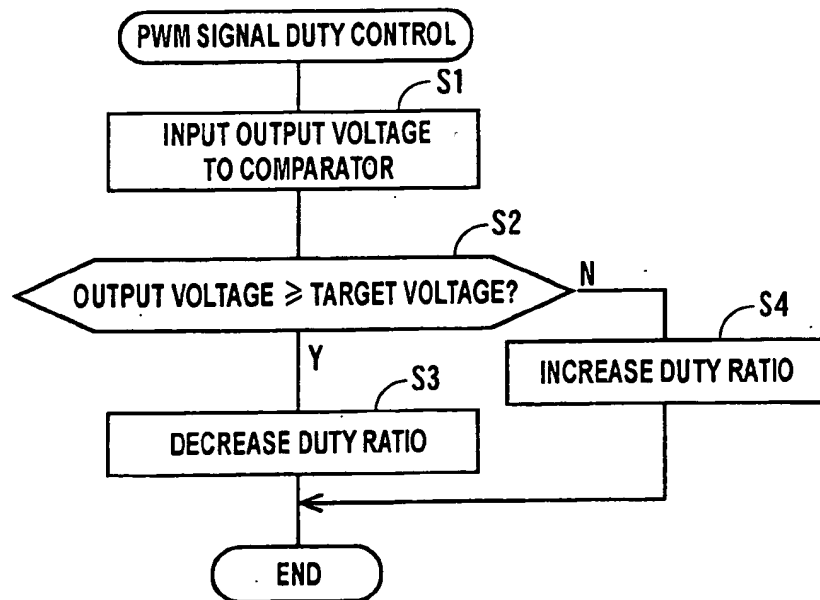 PWM SIGNAL DUTY CONTROL
S1
INPUT OUTPUT VOLTAGE
TO COMPARATOR
S2
OUTPUT VOLTAGE ⩾ TARGET VOLTAGE?
N
S4
Y
INCREASE DUTY RATIO
S3
DECREASE DUTY RATIO
END